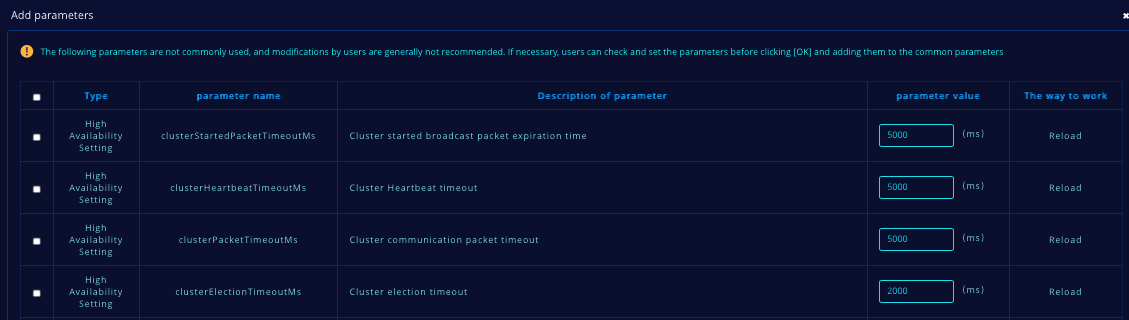 Add parameters
The following parameters are not commonly used, and modifications by users are generally not recommended. If necessary, users can check and set the parameters before clicking [OK] and adding them to the common parameters
Type parameter name Description of parameter parameter value The way to work
High
Availability
Setting
clusterStartedPacketTimeoutMs
Cluster started broadcast packet expiration time
5000 (ms)
Reload
High
Availability
Setting
clusterHeartbeatTimeoutMs
Cluster Heartbeat timeout
5000 (ms)
Reload
High
Availability
Setting
clusterPacketTimeoutMs
Cluster communication packet timeout
5000 (ms)
Reload
High
Availability
Setting
clusterElectionTimeoutMs
Cluster election timeout
2000 (ms)
Reload